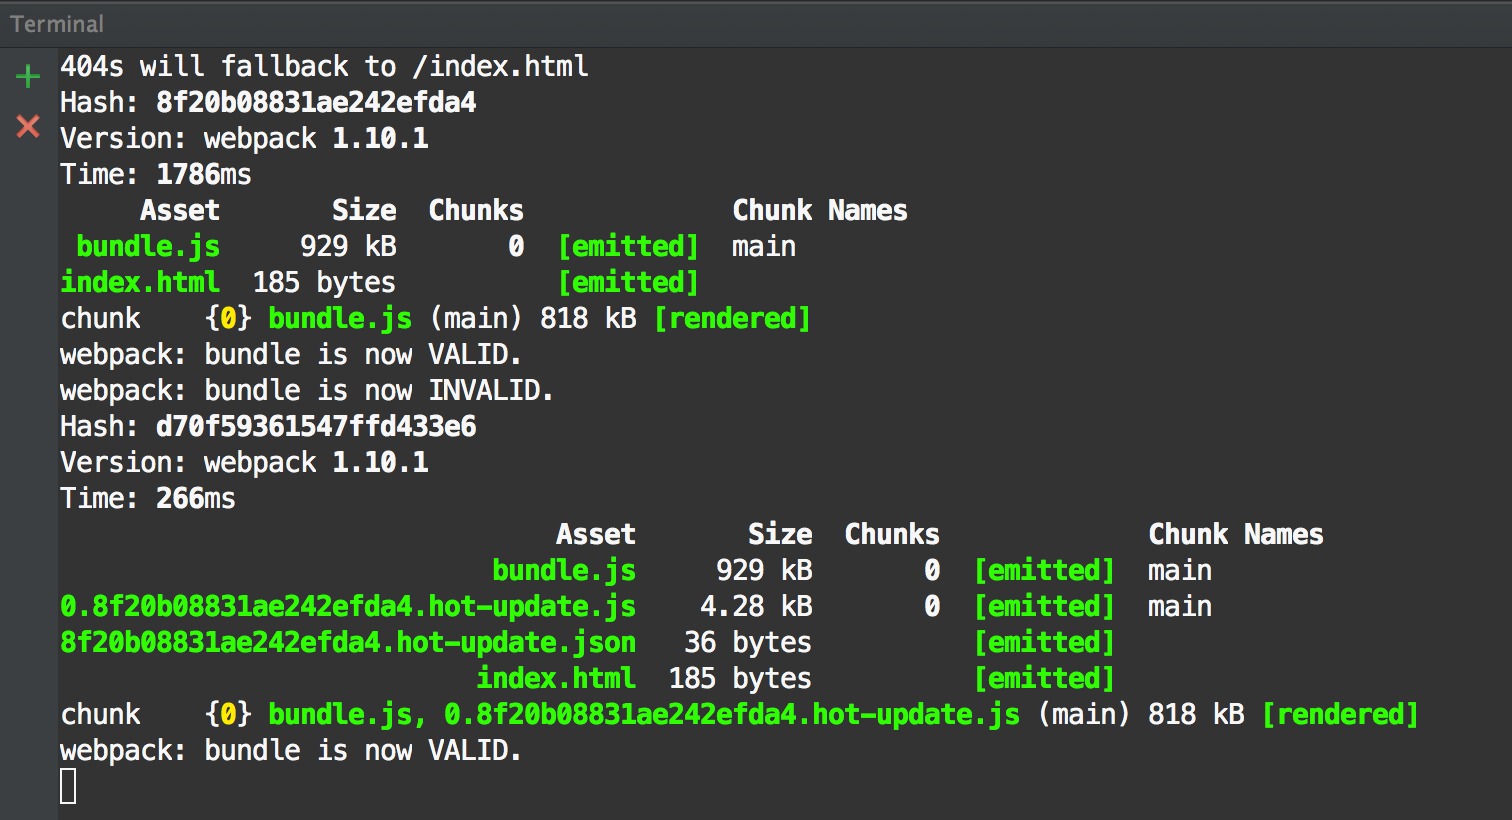 Terminal
404s will fallback to /index.html
Hash: 8f20b08831ae242efda4
Version: webpack 1.10.1
Time: 1786ms
Asset Size Chunks Chunk Names
bundle.js 929 kB 0 [emitted] main
index.html 185 bytes [emitted]
chunk {0} bundle.js (main) 818 kB [rendered]
webpack: bundle is now VALID.
webpack: bundle is now INVALID.
Hash: d70f59361547ffd433e6
Version: webpack 1.10.1
Time: 266ms
Asset Size Chunks Chunk Names
bundle.js 929 kB 0 [emitted] main
0.8f20b08831ae242efda4.hot-update.js 4.28 kB 0 [emitted] main
8f20b08831ae242efda4.hot-update.json 36 bytes [emitted]
index.html 185 bytes [emitted]
chunk {0} bundle.js, 0.8f20b08831ae242efda4.hot-update.js (main) 818 kB [rendered]
webpack: bundle is now VALID.